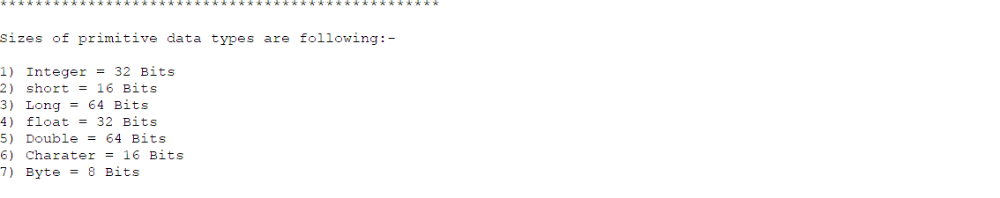 **************************************************
Sizes of primitive data types are following:-
1) Integer = 32 Bits
2) short = 16 Bits
3) Long = 64 Bits
4) float = 32 Bits
5) Double = 64 Bits
6) Charater = 16 Bits
7) Byte = 8 Bits